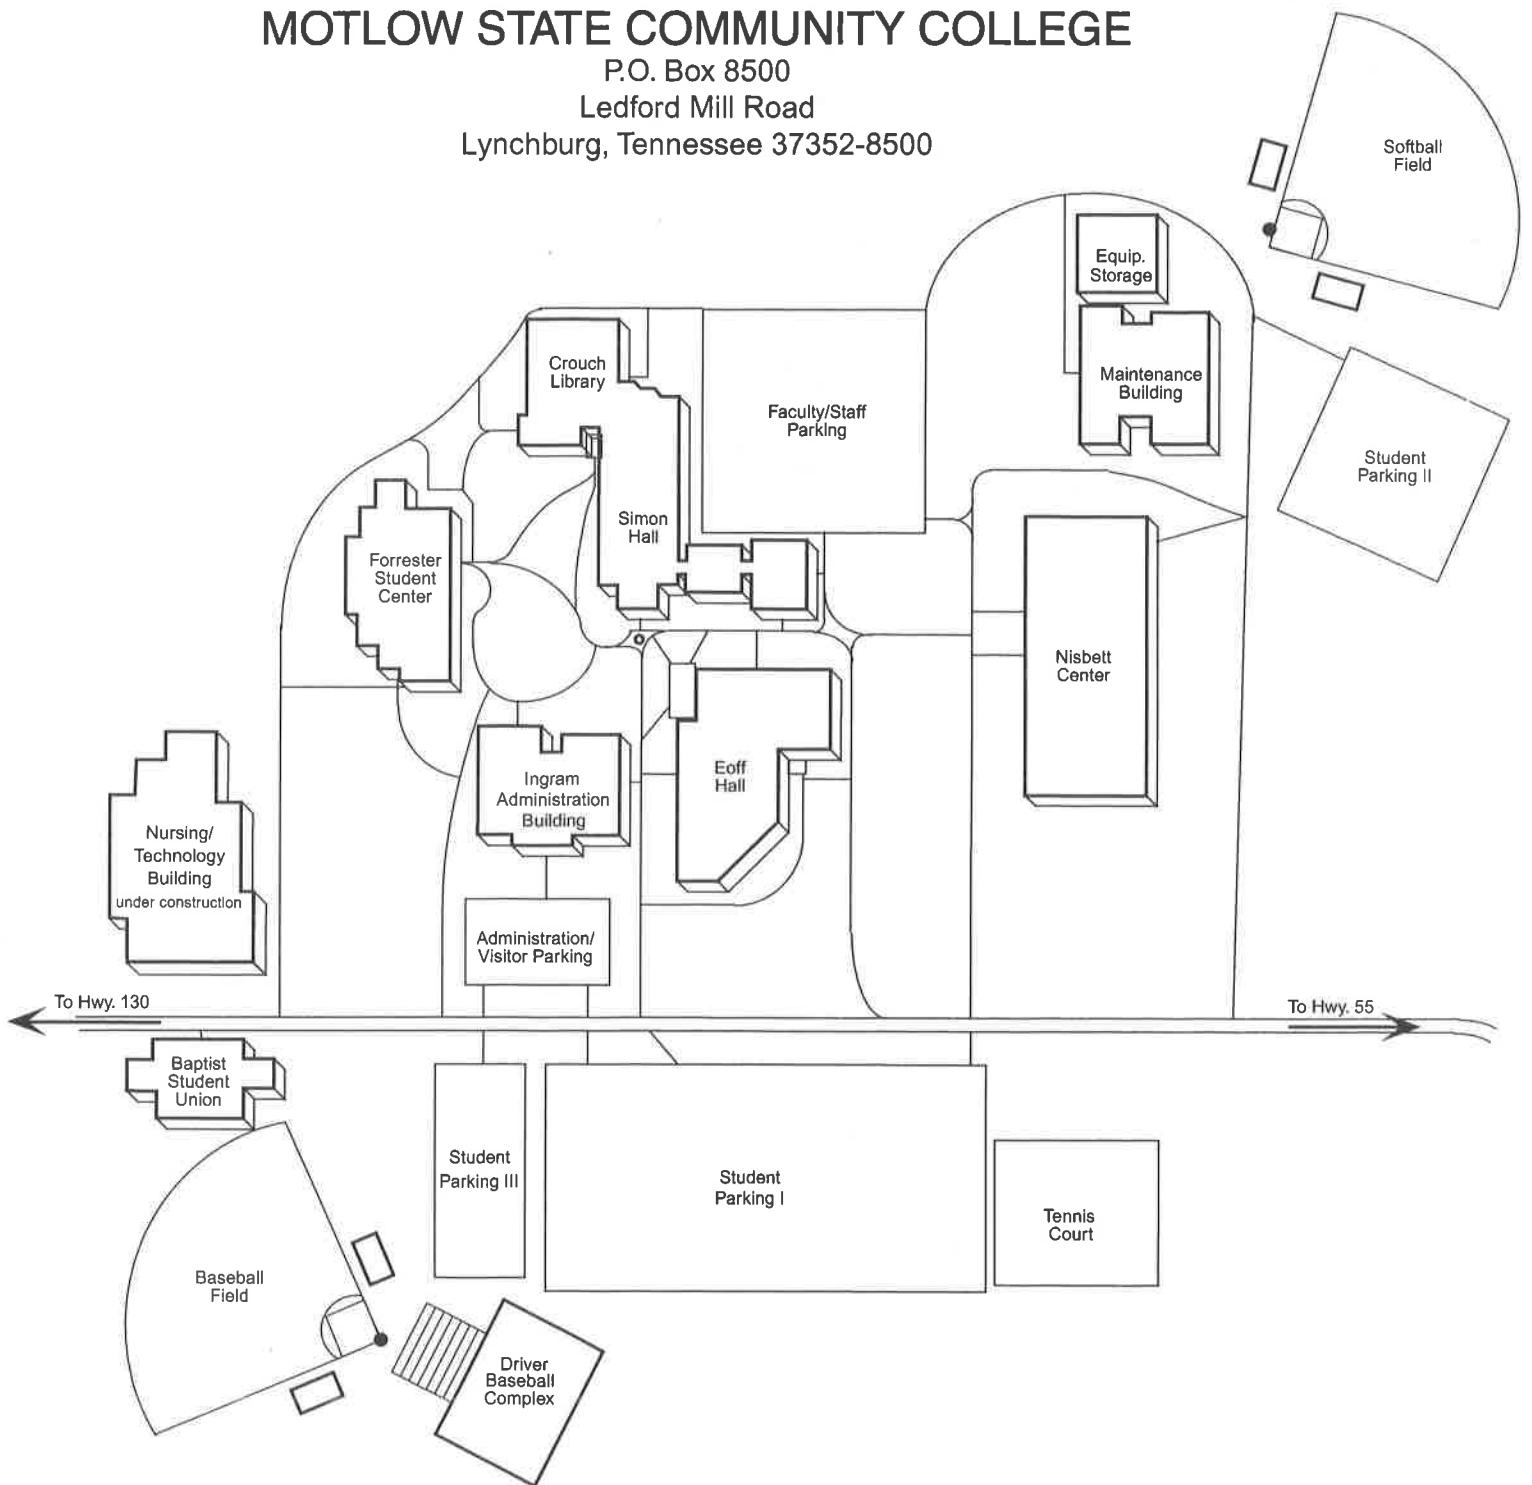 MOTLOW STATE COMMUNITY COLLEGE
P.O. Box 8500
Ledford Mill Road
Lynchburg, Tennessee 37352-8500
Softball
Field
Equip.
Storage
Crouch
Library
Maintenance
Building
Faculty/Staff
Parking
Student
Parking II
Simon
Hall
Forrester
Student
Center
Nisbett
Center
Eoff
Hall
Ingram
Administration
Building
Nursing/
Technology
Building
under construction
Administration/
Visitor Parking
To Hwy. 130
To Hwy. 55
Baptist
Student
Union
Student
Parking III
Student
Parking I
Tennis
Court
Baseball
Field
Driver
Baseball
Complex